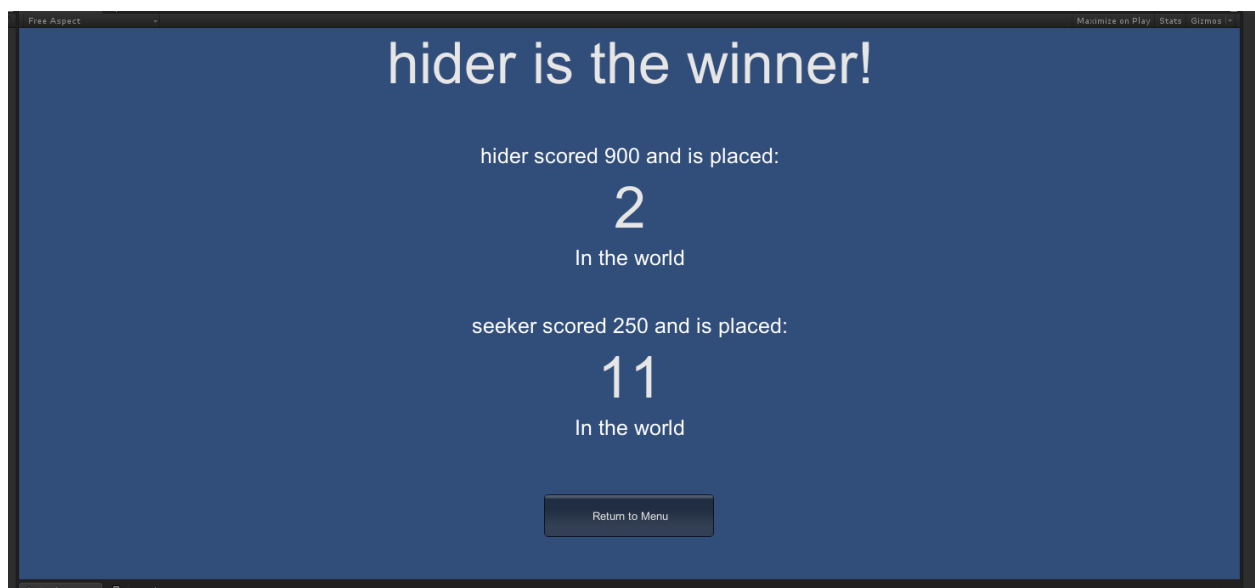 Free Aspect
Maximize on Play Stats Gizmos
hider is the winner!
hider scored 900 and is placed:
2
In the world
seeker scored 250 and is placed:
11
In the world
Return to Menu